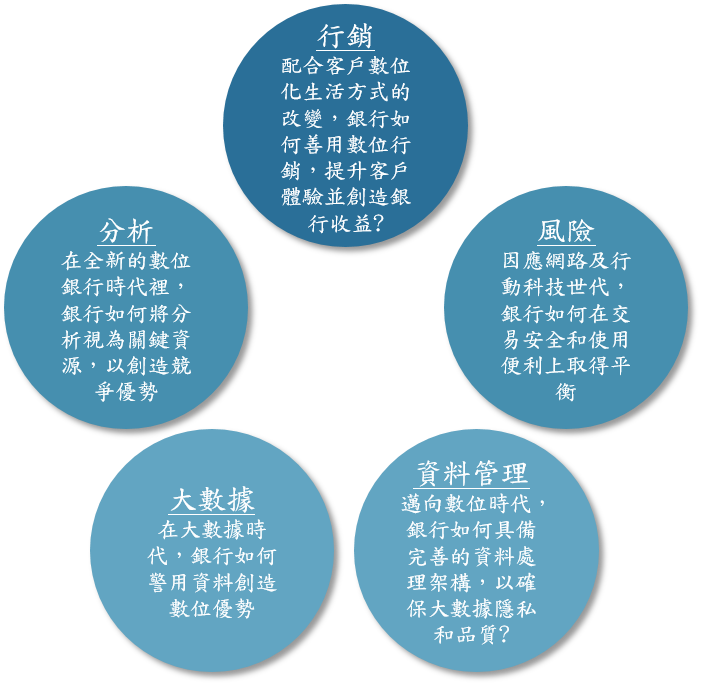 行銷
配合客戶數位
化生活方式的
改變，銀行如
何善用數位行
銷，提升客戶
體驗並創造銀
行收益?
分析
在全新的數位
銀行時代裡，
銀行如何將分
析視為關鍵資
源，以創造競
爭優勢
風險
因應網路及行
動科技世代，
銀行如何在交
易安全和使用
便利上取得平
衡
大數據
在大數據時
代，銀行如何
警用資料創造
數位優勢
資料管理
邁向數位時代，
銀行如何具備
完善的資料處
理架構，以確
保大數據隱私
和品質?